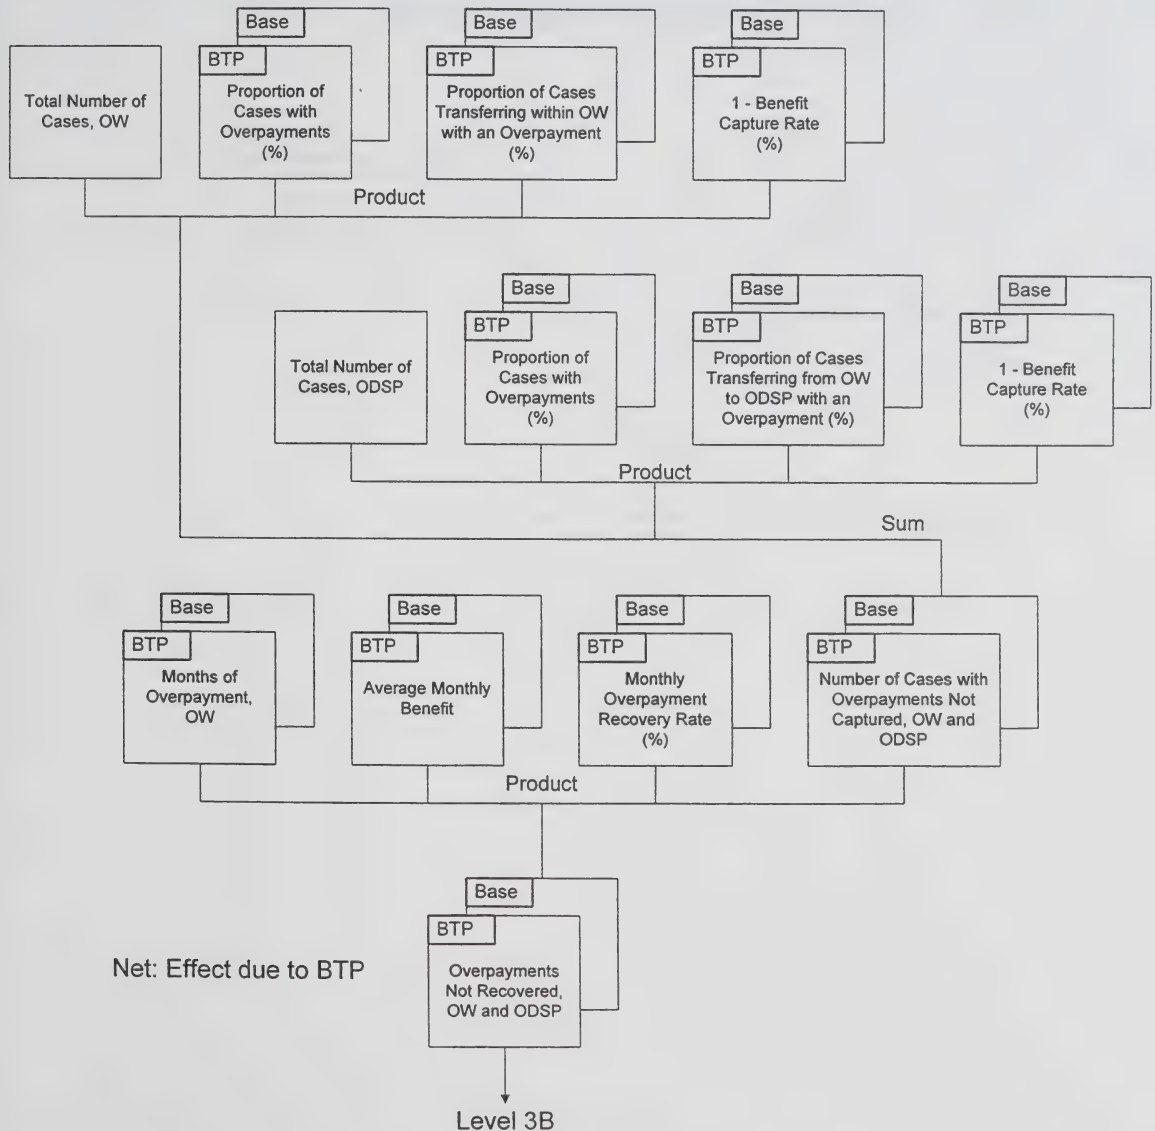 Base
Base
Base
BTP
BTP
BTP
Total Number of
Cases, OW
Proportion of
Cases with
Overpayments
(%)
Proportion of Cases
Transferring within OW
with an Overpayment
(%)
1 - Benefit
Capture Rate
(%)
Product
Base
Base
Base
BTP
BTP
BTP
Total Number of
Cases, ODSP
Proportion of
Cases with
Overpayments
(%)
Proportion of Cases
Transferring from OW
to ODSP with an
Overpayment (%)
1 - Benefit
Capture Rate
(%)
Product
Sum
Base
Base
Base
Base
BTP
BTP
BTP
BTP
Months of
Overpayment,
OW
Average Monthly
Benefit
Monthly
Overpayment
Recovery Rate
(%)
Number of Cases with
Overpayments Not
Captured, OW and
ODSP
Product
Base
BTP
Net: Effect due to BTP
Overpayments
Not Recovered,
OW and ODSP
Level 3B